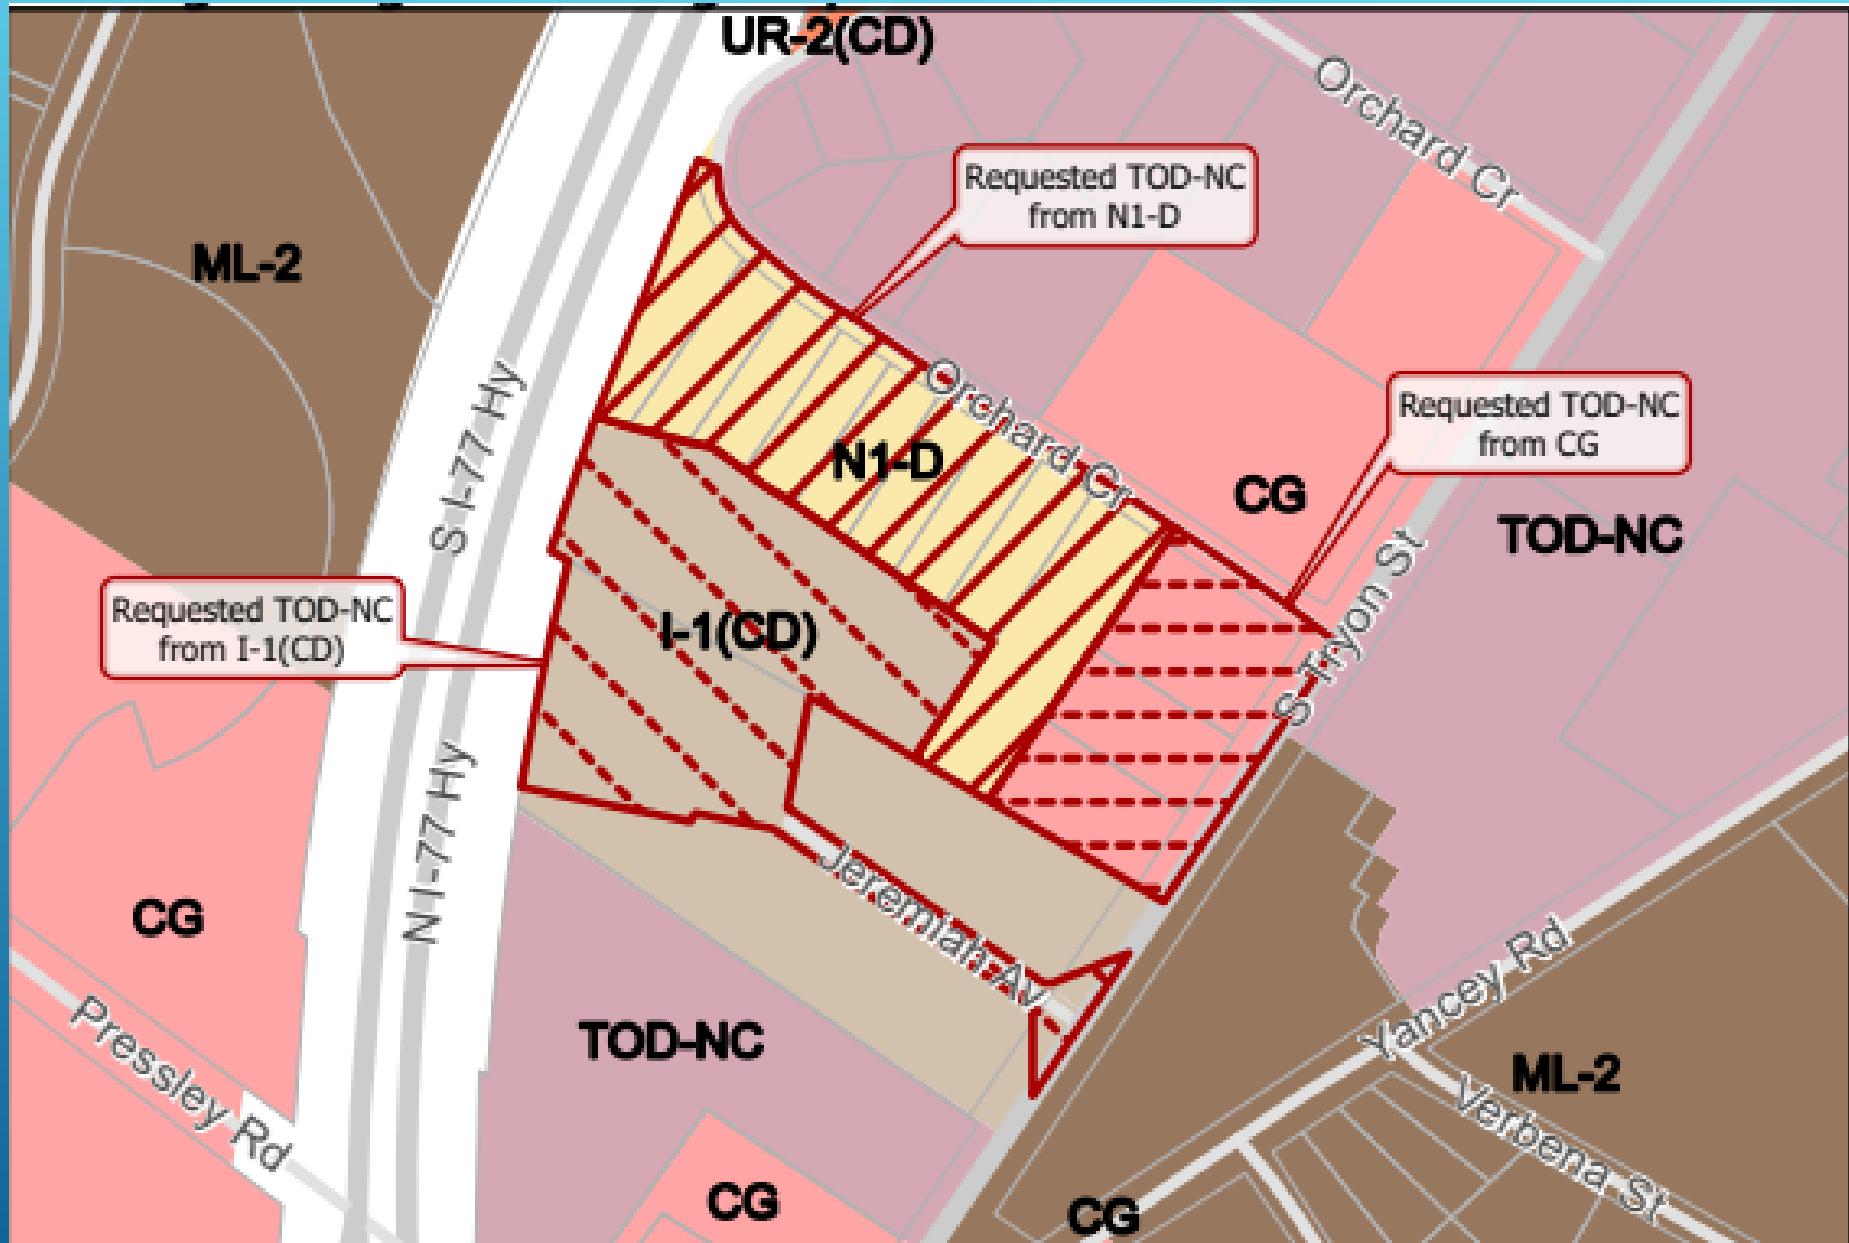 UR-2(CD)
Orchard Cr
Requested TOD-NC
from N1-D
ML-2
S I-77 Hy
Orchard Cr
Requested TOD-NC
from CG
N1-D
CG
TOD-NC
Requested TOD-NC
from I-1(CD)
I-1(CD)
S Tryon St
N I-77 Hy
CG
Jeremiah Av
Yancey Rd
Pressley Rd
TOD-NC
ML-2
Verbena St
CG
CG